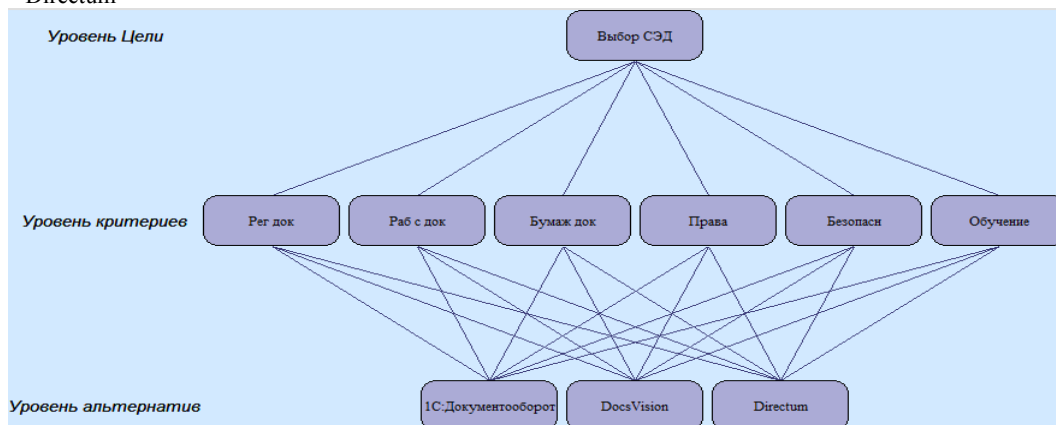 Directum
Уровень Цели
Выбор СЭД
Уровень критериев
Рег док
Раб с док
Бумаж док
Права
Безопасн
Обучение
Уровень альтернатив
1С:Документооборот
DocsVision
Directum